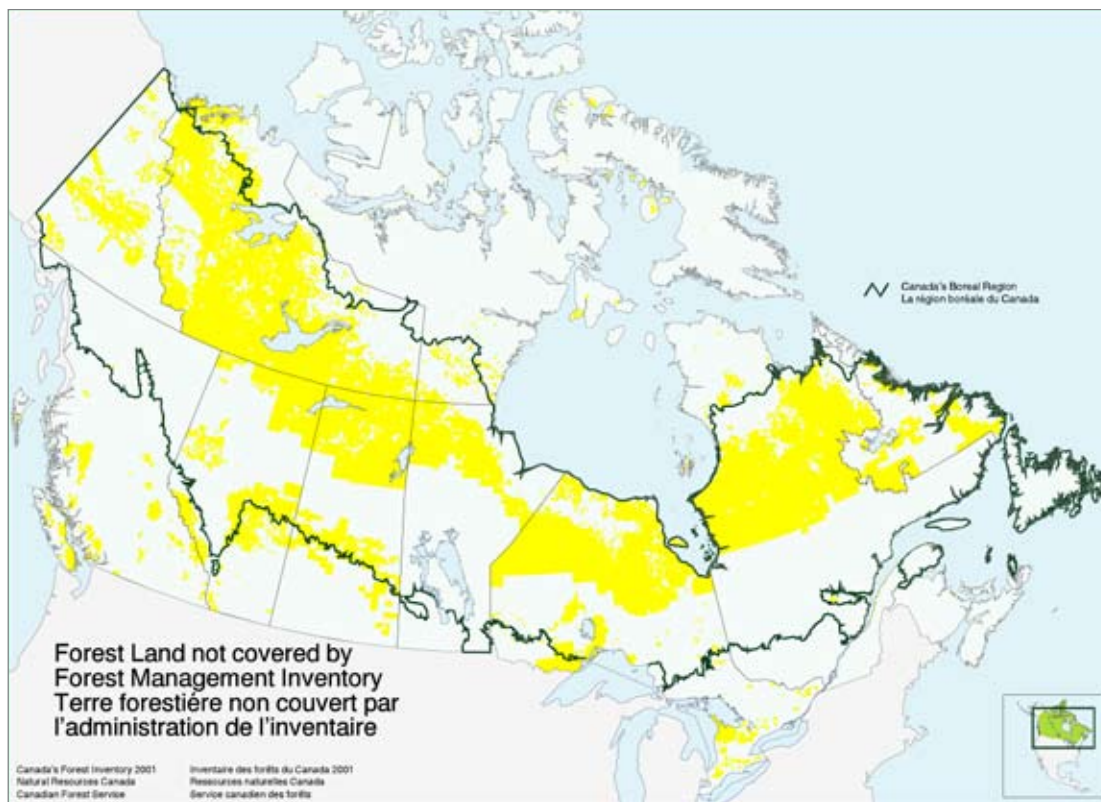 Canada's Boreal Region
La région boréale du Canada
Forest Land not covered by
Forest Management Inventory
Terre forestiére non couvert par
l'administration de l'inventaire
Canada's Forest Inventory 2001
Natural Resources Canada
Canadian Forest Service
Inventaire des forêts du Canada 2001
Ressources naturelles Canada
Service canadien des forêts